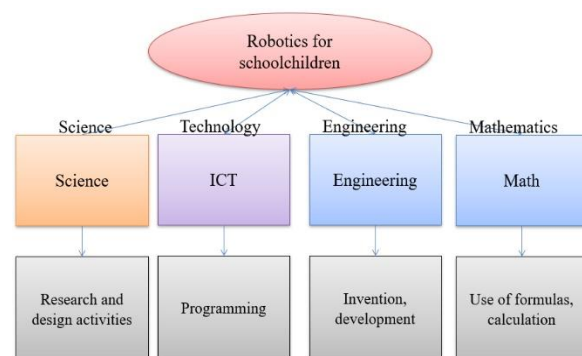 Robotics for
schoolchildren
Science
Technology
Engineering
Mathematics
Science
ICT
Engineering
Math
Research and
design activities
Programming
Invention,
development
Use of formulas,
calculation